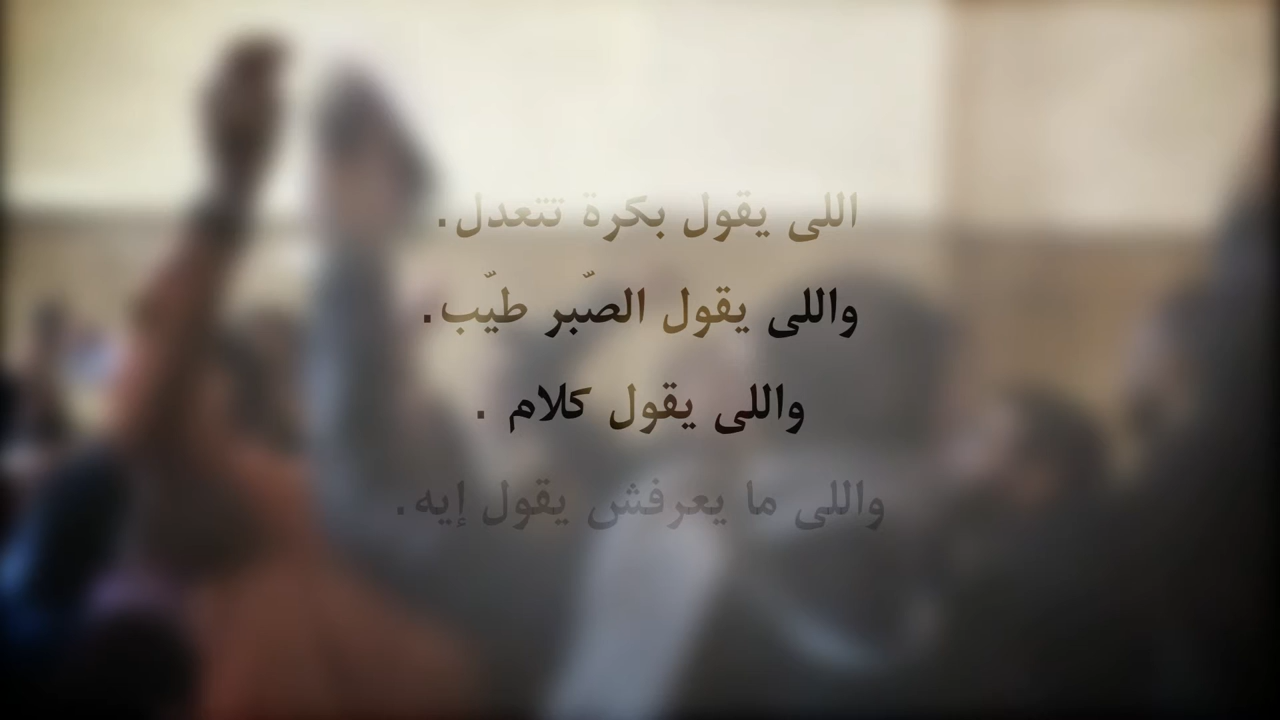 اللى يقول بكرة تتعدل.
واللى يقول الصّبر طيّب.
واللى يقول كلام .
واللى ما يعرفش يقول إيه.